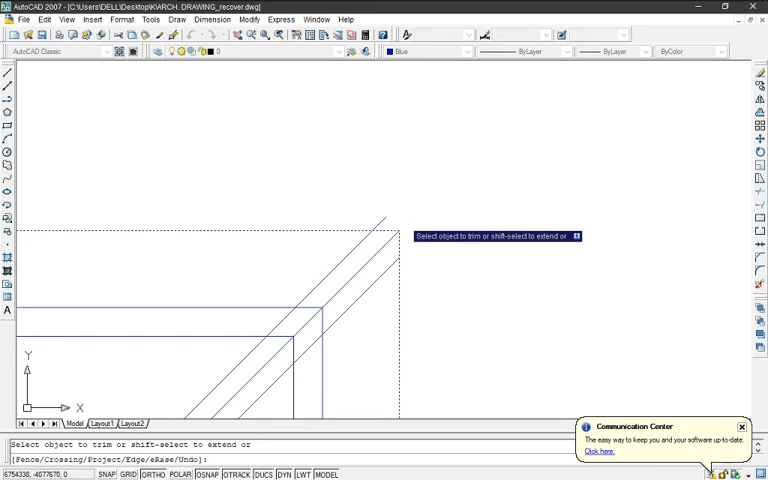 AutoCAD 2007 - [C:\Users\DELL\Desktop\KARCH. DRAWING_recover.dwg]
File Edit View Insert Format Tools Draw Dimension Modify Express Window Help
AutoCAD Classic 0 Blue ByLayer ByLayer ByColor
Select object to trim or shift-select to extend or
A
Y
X
Model Layout1 Layout2
Communication Center
The easy way to keep you and your software up-to-date.
Click here.
Select object to trim or shift-select to extend or
[Fence/Crossing/Project/Edge/eRase/Undo]:
6754338, -4077670, 0 SNAP GRID ORTHO POLAR OSNAP OTRACK DUCS DYN LWT MODEL